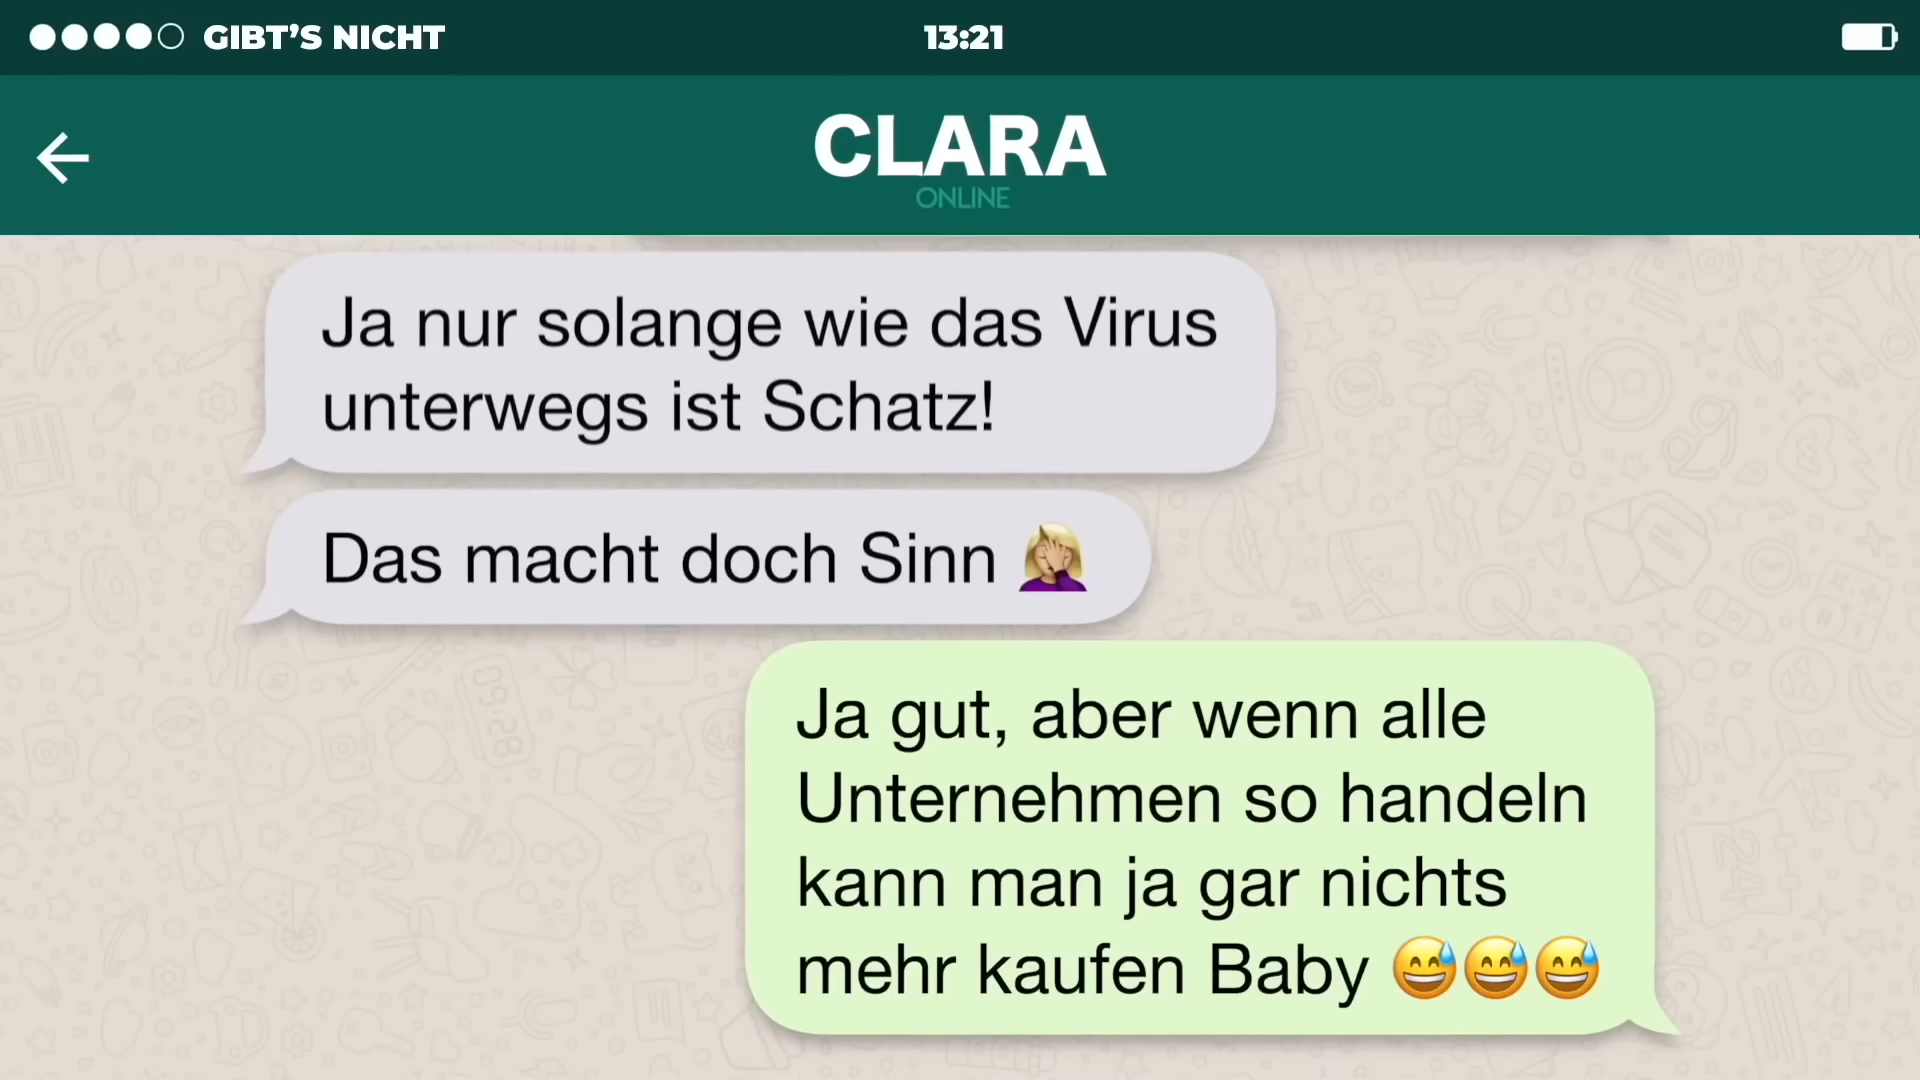 GIBT’S NICHT
13:21
CLARA
ONLINE
Ja nur solange wie das Virus
unterwegs ist Schatz!
Das macht doch Sinn 🤦🏼‍♀️
Ja gut, aber wenn alle
Unternehmen so handeln
kann man ja gar nichts
mehr kaufen Baby 😅😅😅